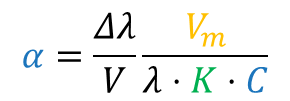 α = Δλ/V · V_m/(λ · K · C)